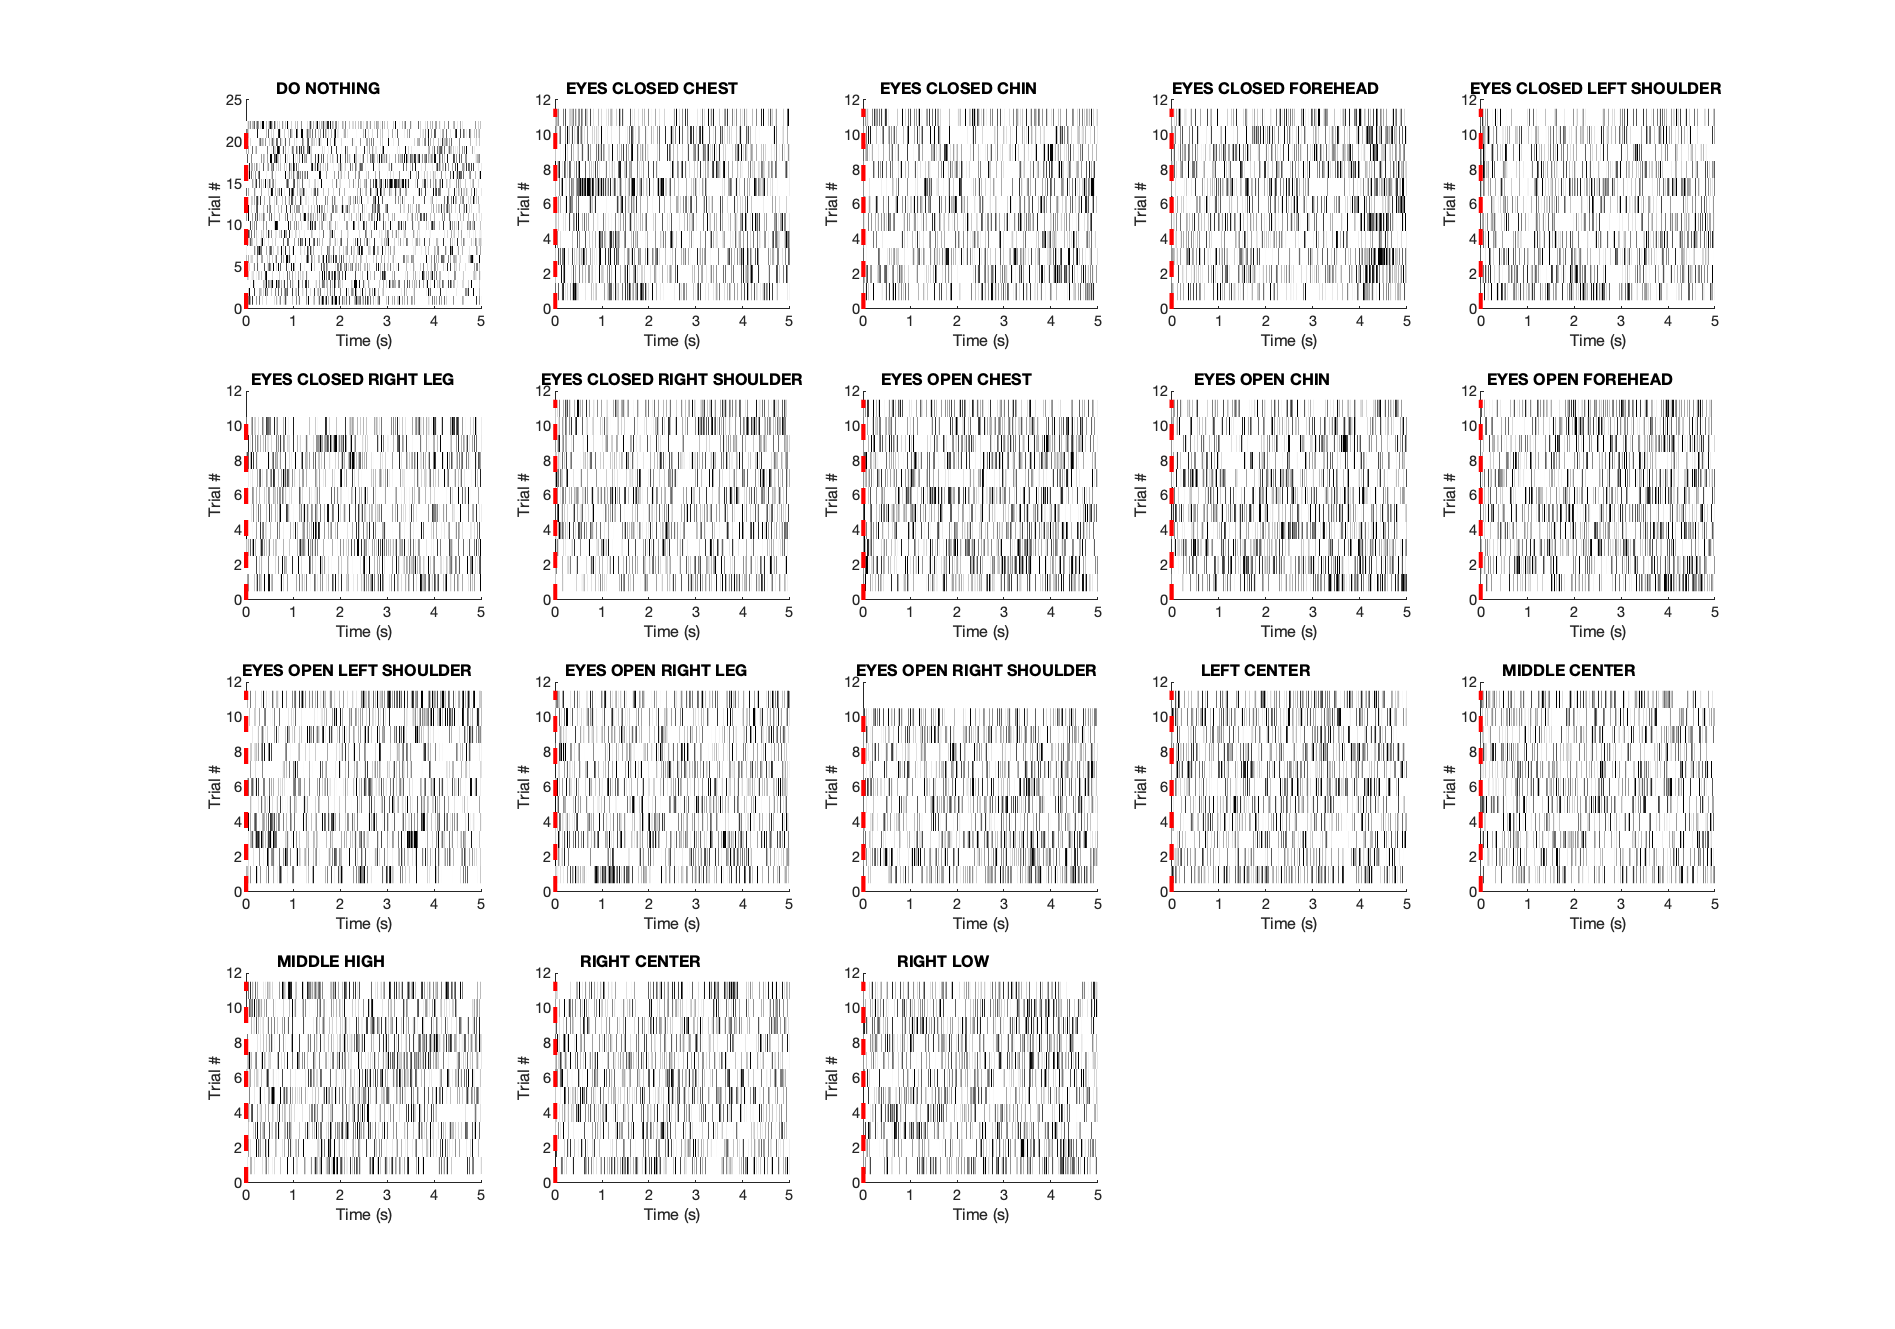 DO NOTHING
25
20
15
10
5
0
Trial #
0 1 2 3 4 5
Time (s)
EYES CLOSED CHEST
12
10
8
6
4
2
0
Trial #
0 1 2 3 4 5
Time (s)
EYES CLOSED CHIN
12
10
8
6
4
2
0
Trial #
0 1 2 3 4 5
Time (s)
EYES CLOSED FOREHEAD
12
10
8
6
4
2
0
Trial #
0 1 2 3 4 5
Time (s)
EYES CLOSED LEFT SHOULDER
12
10
8
6
4
2
0
Trial #
0 1 2 3 4 5
Time (s)
EYES CLOSED RIGHT LEG
12
10
8
6
4
2
0
Trial #
0 1 2 3 4 5
Time (s)
EYES CLOSED RIGHT SHOULDER
12
10
8
6
4
2
0
Trial #
0 1 2 3 4 5
Time (s)
EYES OPEN CHEST
12
10
8
6
4
2
0
Trial #
0 1 2 3 4 5
Time (s)
EYES OPEN CHIN
12
10
8
6
4
2
0
Trial #
0 1 2 3 4 5
Time (s)
EYES OPEN FOREHEAD
12
10
8
6
4
2
0
Trial #
0 1 2 3 4 5
Time (s)
EYES OPEN LEFT SHOULDER
12
10
8
6
4
2
0
Trial #
0 1 2 3 4 5
Time (s)
EYES OPEN RIGHT LEG
12
10
8
6
4
2
0
Trial #
0 1 2 3 4 5
Time (s)
EYES OPEN RIGHT SHOULDER
12
10
8
6
4
2
0
Trial #
0 1 2 3 4 5
Time (s)
LEFT CENTER
12
10
8
6
4
2
0
Trial #
0 1 2 3 4 5
Time (s)
MIDDLE CENTER
12
10
8
6
4
2
0
Trial #
0 1 2 3 4 5
Time (s)
MIDDLE HIGH
12
10
8
6
4
2
0
Trial #
0 1 2 3 4 5
Time (s)
RIGHT CENTER
12
10
8
6
4
2
0
Trial #
0 1 2 3 4 5
Time (s)
RIGHT LOW
12
10
8
6
4
2
0
Trial #
0 1 2 3 4 5
Time (s)